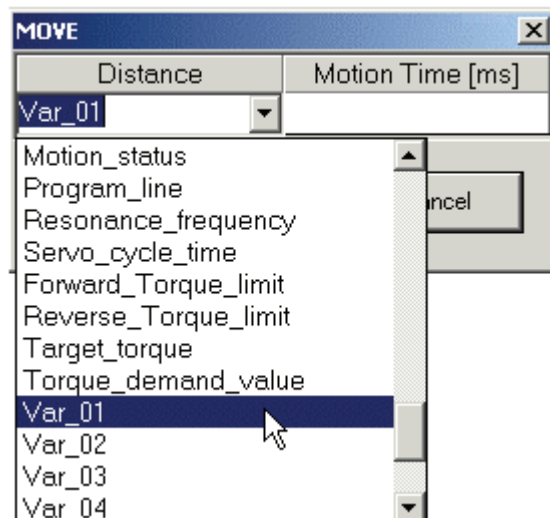 MOVE
Distance Motion Time [ms]
Var_01
Motion_status
Program_line
Resonance_frequency
Servo_cycle_time
Forward_Torque_limit
Reverse_Torque_limit
Target_torque
Torque_demand_value
Var_01
Var_02
Var_03
Var_04